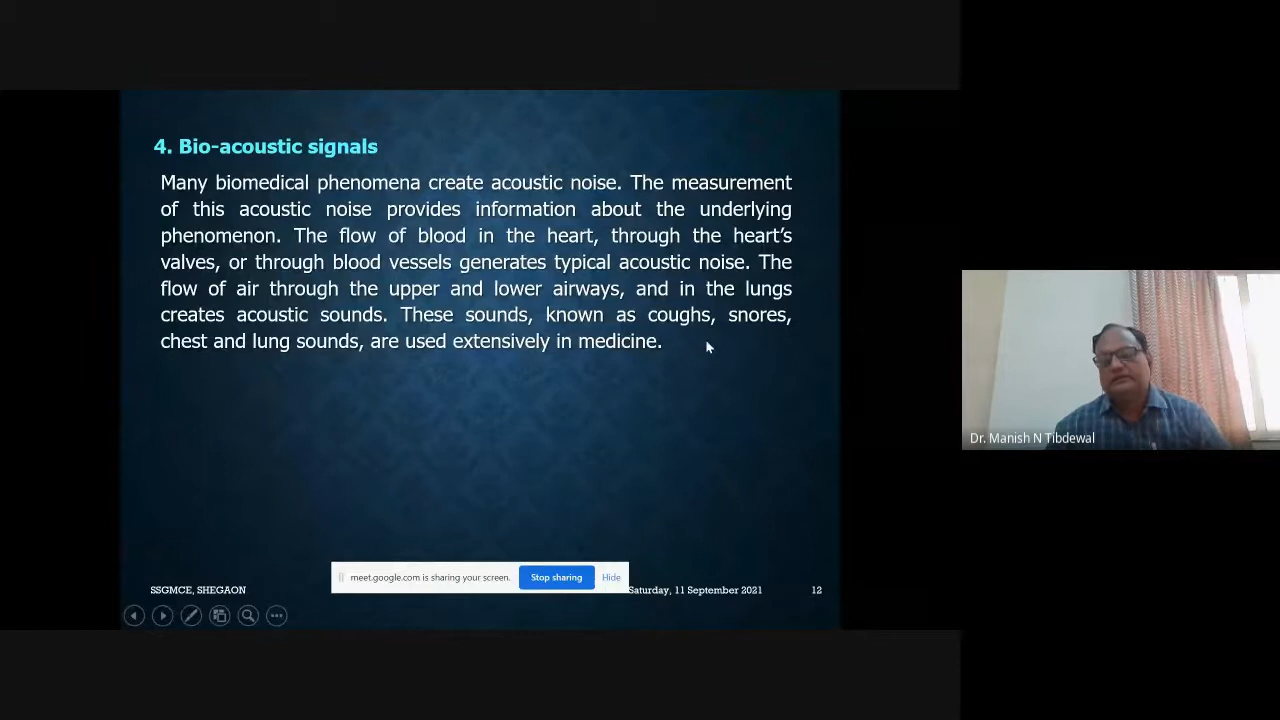 4. Bio-acoustic signals
Many biomedical phenomena create acoustic noise. The measurement
of this acoustic noise provides information about the underlying
phenomenon. The flow of blood in the heart, through the heart’s
valves, or through blood vessels generates typical acoustic noise. The
flow of air through the upper and lower airways, and in the lungs
creates acoustic sounds. These sounds, known as coughs, snores,
chest and lung sounds, are used extensively in medicine.
Dr. Manish N Tibdewal
meet.google.com is sharing your screen.
Stop sharing
Hide
SSGMCE, SHEGAON
Saturday, 11 September 2021
12